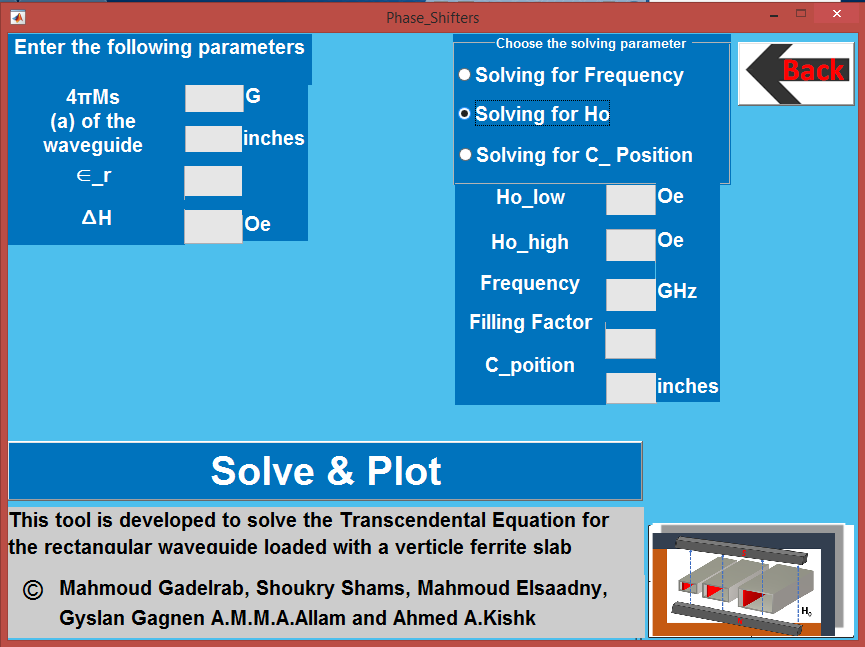 Phase_Shifters
Enter the following parameters
4πMs
G
(a) of the
waveguide
inches
∈_r
ΔH
Oe
Choose the solving parameter
Solving for Frequency
Solving for Ho
Solving for C_ Position
Back
Ho_low
Oe
Ho_high
Oe
Frequency
GHz
Filling Factor
C_poition
inches
Solve & Plot
This tool is developed to solve the Transcendental Equation for
the rectangular waveguide loaded with a verticle ferrite slab
© Mahmoud Gadelrab, Shoukry Shams, Mahmoud Elsaadny,
Gyslan Gagnen A.M.M.A.Allam and Ahmed A.Kishk
H₀